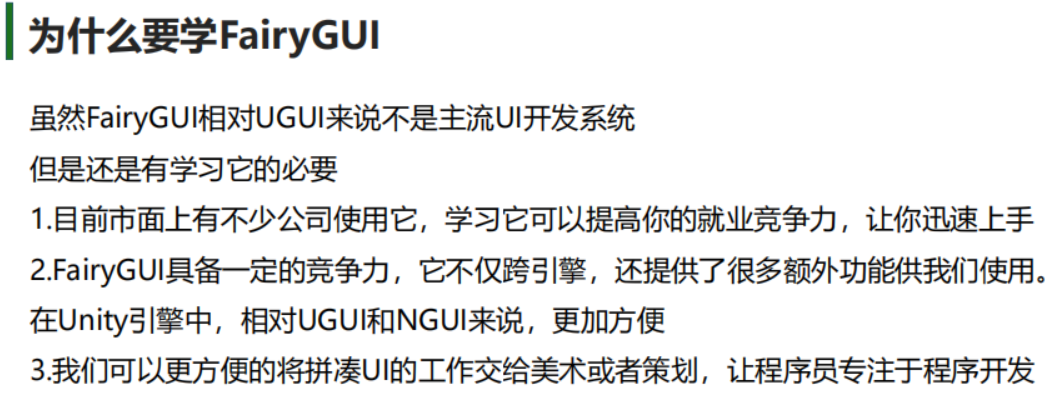 为什么要学FairyGUI
虽然FairyGUI相对UGUI来说不是主流UI开发系统
但是还是有学习它的必要
1.目前市面上有不少公司使用它，学习它可以提高你的就业竞争力，让你迅速上手
2.FairyGUI具备一定的竞争力，它不仅跨引擎，还提供了很多额外功能供我们使用。
在Unity引擎中，相对UGUI和NGUI来说，更加方便
3.我们可以更方便的将拼凑UI的工作交给美术或者策划，让程序员专注于程序开发